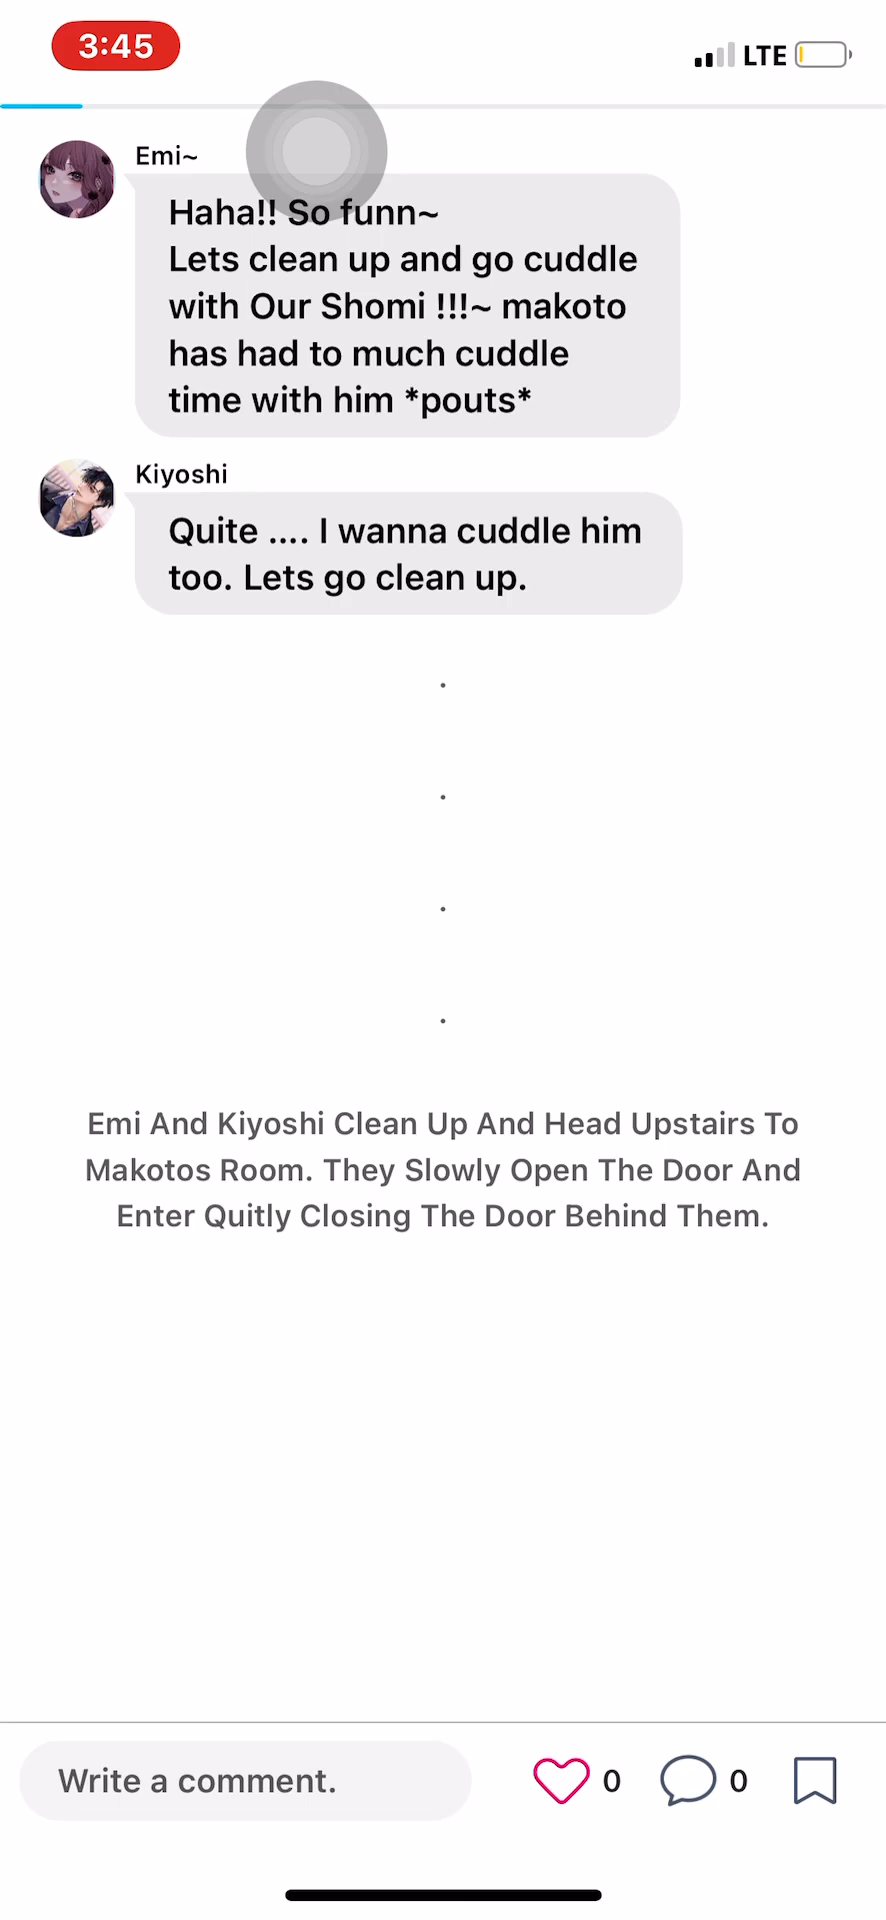 3:45
LTE
Emi~
Haha!! So funn~
Lets clean up and go cuddle
with Our Shomi !!!~ makoto
has had to much cuddle
time with him *pouts*
Kiyoshi
Quite .... I wanna cuddle him
too. Lets go clean up.
.
.
.
.
Emi And Kiyoshi Clean Up And Head Upstairs To
Makotos Room. They Slowly Open The Door And
Enter Quitly Closing The Door Behind Them.
Write a comment.
0
0